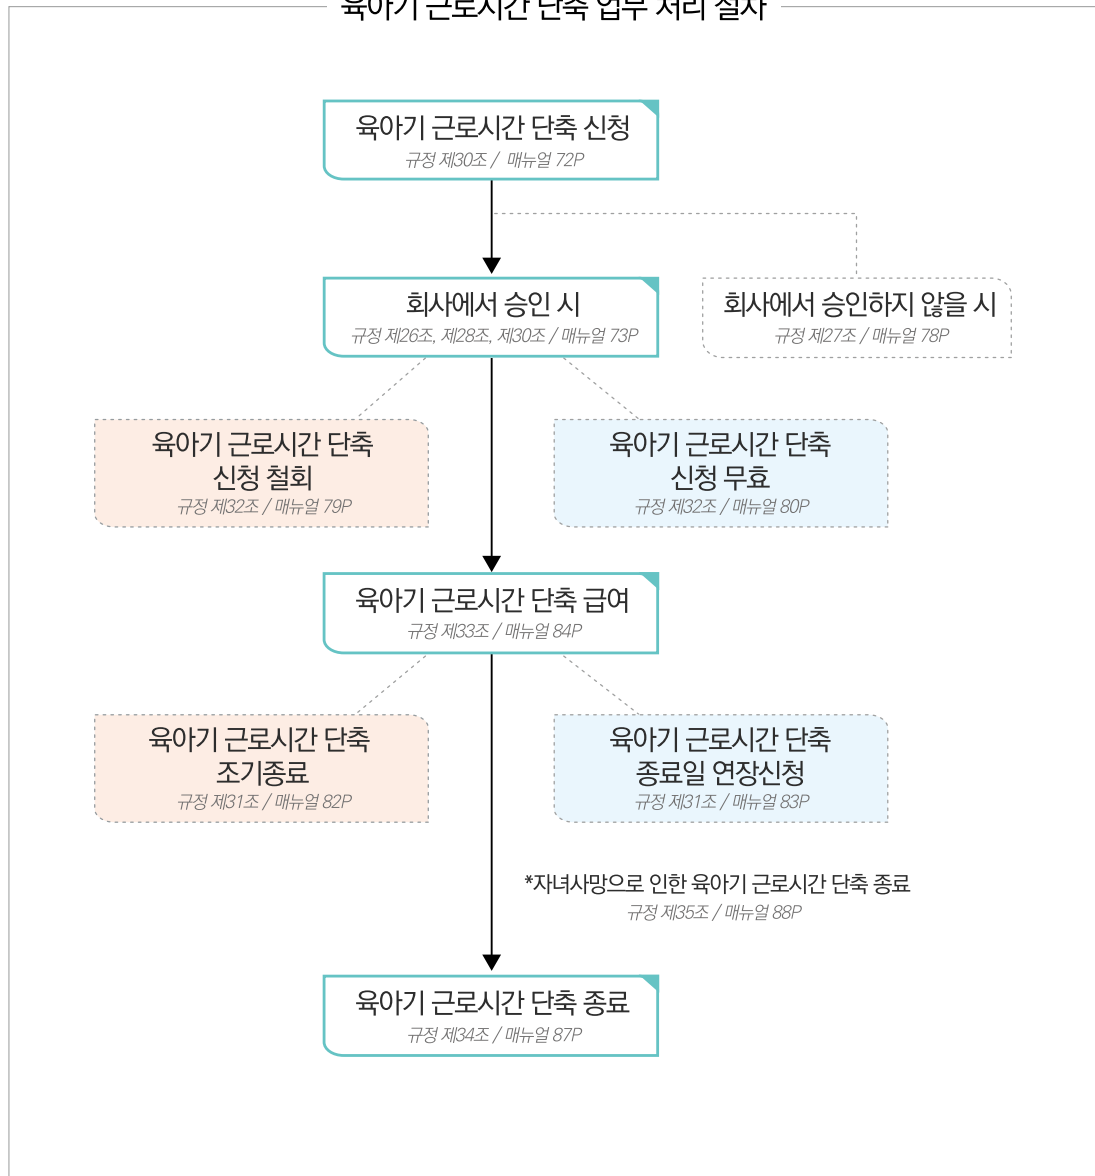 육아기 근로시간 단축 업무 처리 절차
육아기 근로시간 단축 신청
규정 제30조 / 매뉴얼 72P
회사에서 승인 시
규정 제26조, 제28조, 제30조 / 매뉴얼 73P
회사에서 승인하지 않을 시
규정 제27조 / 매뉴얼 78P
육아기 근로시간 단축
신청 철회
규정 제32조 / 매뉴얼 79P
육아기 근로시간 단축
신청 무효
규정 제32조 / 매뉴얼 80P
육아기 근로시간 단축 급여
규정 제33조 / 매뉴얼 84P
육아기 근로시간 단축
조기종료
규정 제31조 / 매뉴얼 82P
육아기 근로시간 단축
종료일 연장신청
규정 제31조 / 매뉴얼 83P
*자녀사망으로 인한 육아기 근로시간 단축 종료
규정 제35조 / 매뉴얼 88P
육아기 근로시간 단축 종료
규정 제34조 / 매뉴얼 87P